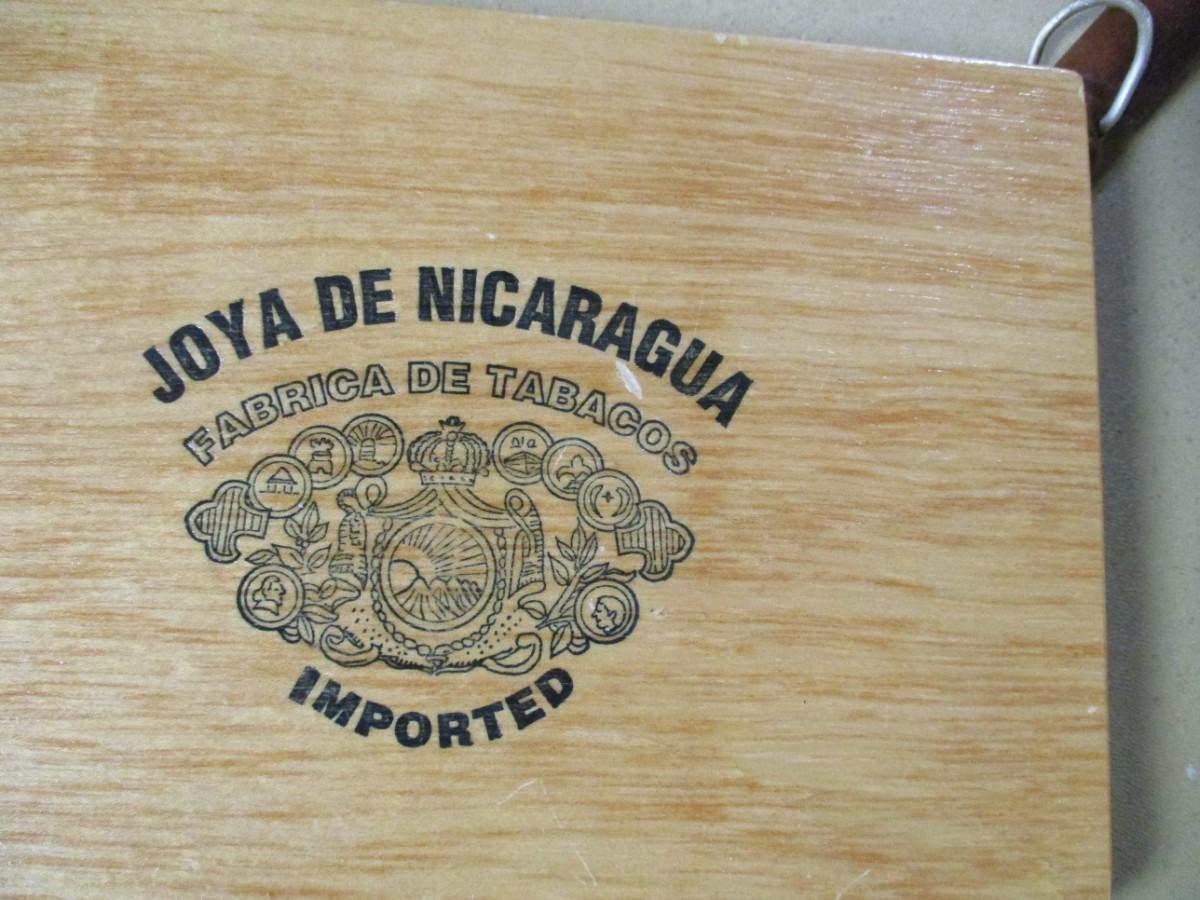 JOYA DE NICARAGUA
FABRICA DE TABACOS
IMPORTED